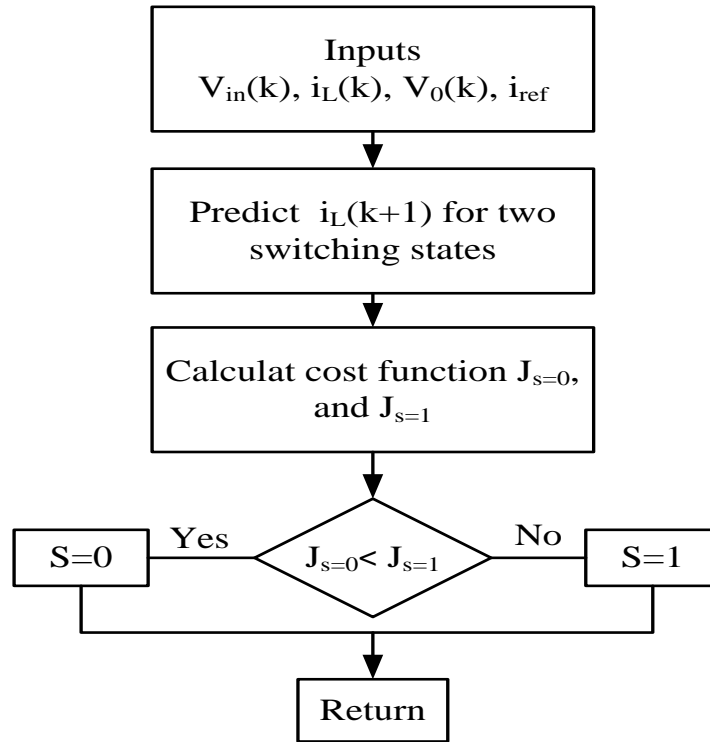 Inputs
V_in(k), i_L(k), V_0(k), i_ref
Predict i_L(k+1) for two
switching states
Calculat cost function J_s=0,
and J_s=1
S=0
Yes
J_s=0< J_s=1
No
S=1
Return